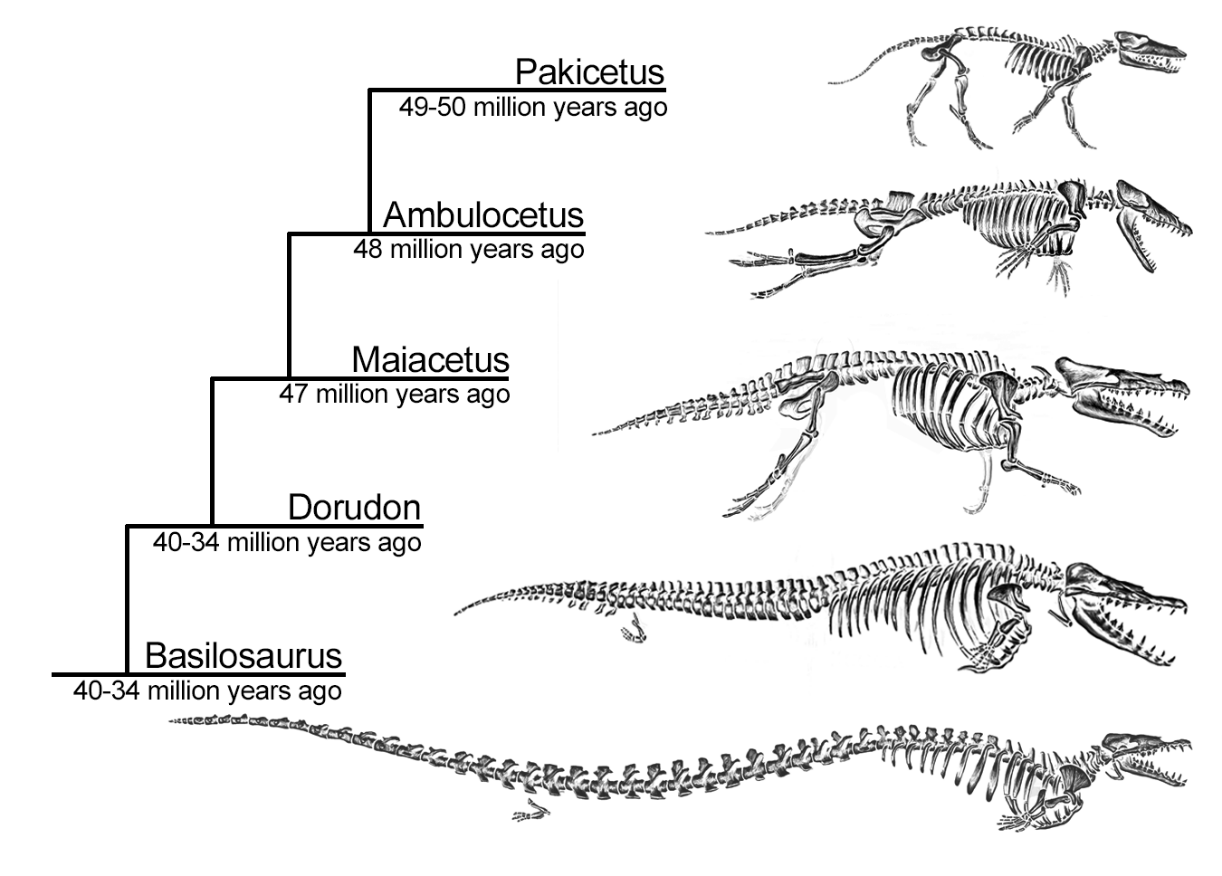 Pakicetus
49-50 million years ago
Ambulocetus
48 million years ago
Maiacetus
47 million years ago
Dorudon
40-34 million years ago
Basilosaurus
40-34 million years ago